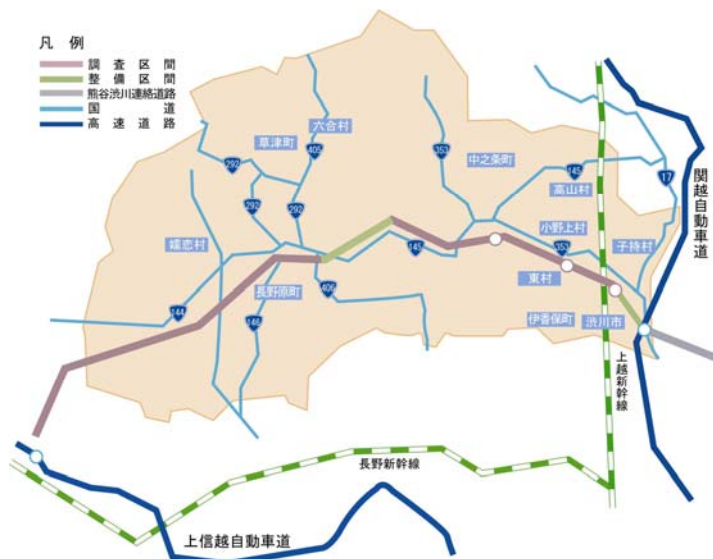 凡例
調査区間
整備区間
熊谷渋川連絡道路
国道
高速道路
六合村
草津町
405
292
353
中之条町
145
高山村
17
関越自動車道
292
292
嬬恋村
小野上村
子持村
145
353
東村
長野原町
406
144
146
伊香保町
渋川市
上越新幹線
長野新幹線
上信越自動車道